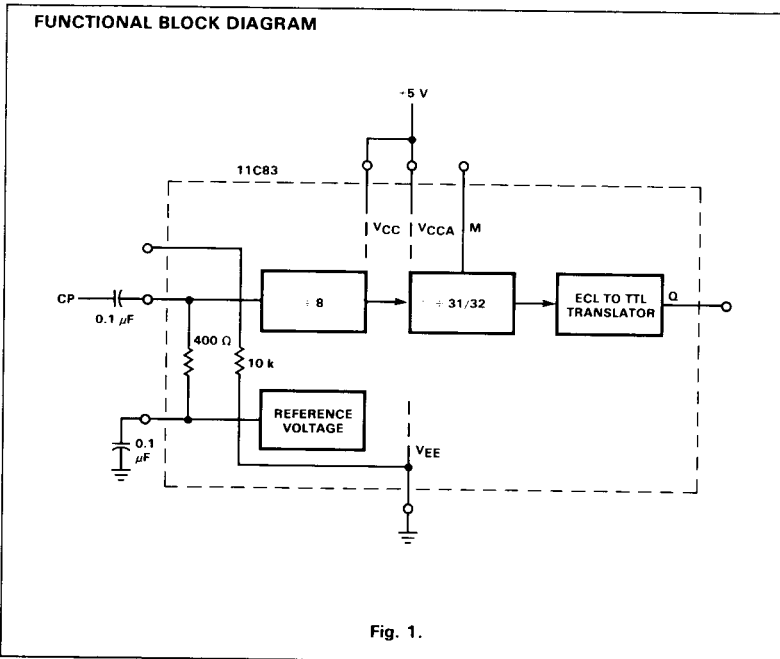 FUNCTIONAL BLOCK DIAGRAM
+5 V
11C83
VCC
VCCA
M
CP
0.1 µF
÷ 8
÷ 31/32
ECL TO TTL
TRANSLATOR
Q
400 Ω
10 k
REFERENCE
VOLTAGE
0.1
µF
VEE
Fig. 1.